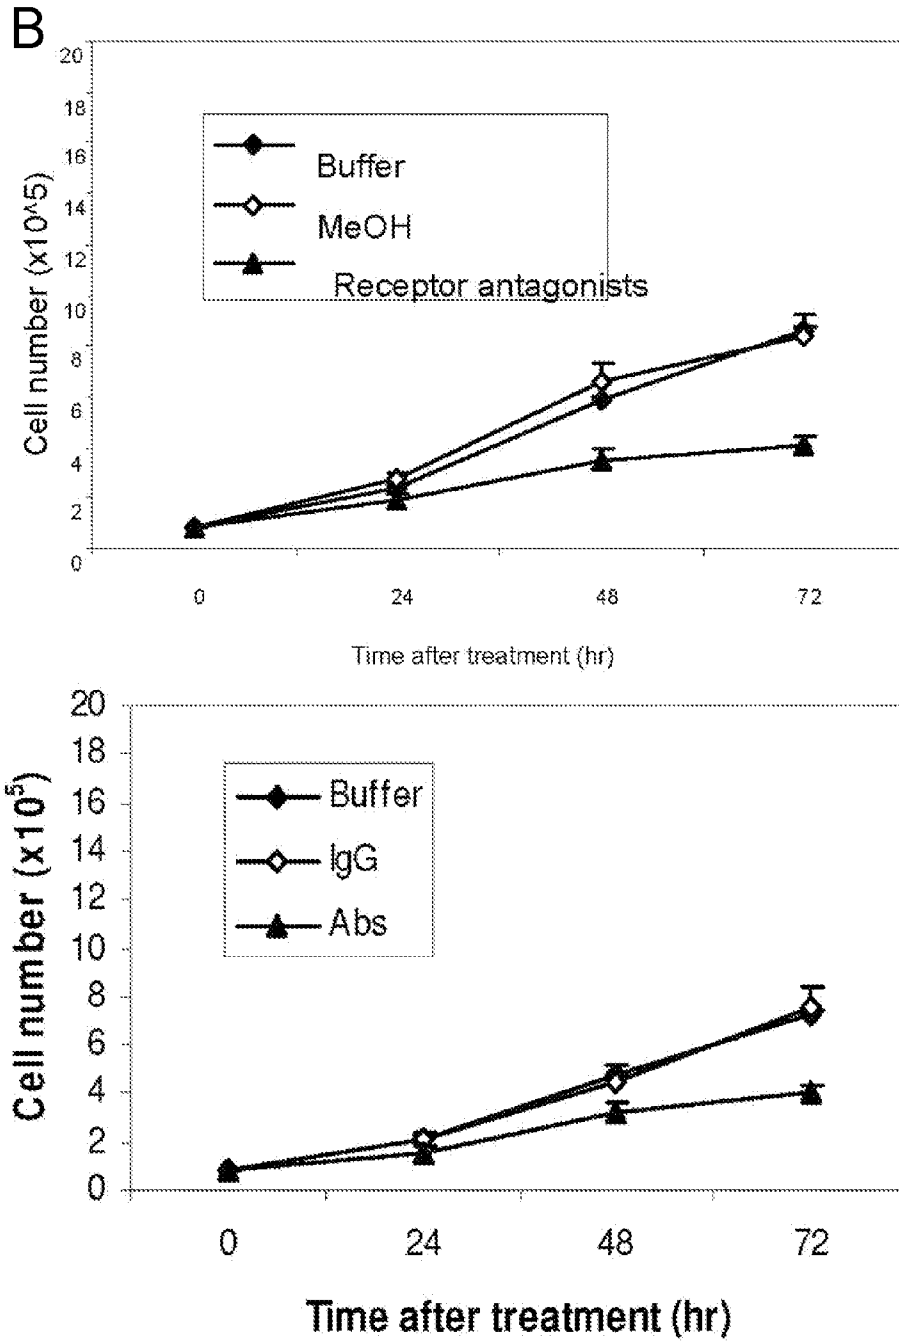 B
20
18
16
14
12
10
8
6
4
2
0
Cell number (x10^5)
Buffer
MeOH
Receptor antagonists
0 24 48 72
Time after treatment (hr)
20
18
16
14
12
10
8
6
4
2
0
Cell number (x10⁵)
Buffer
IgG
Abs
0 24 48 72
Time after treatment (hr)